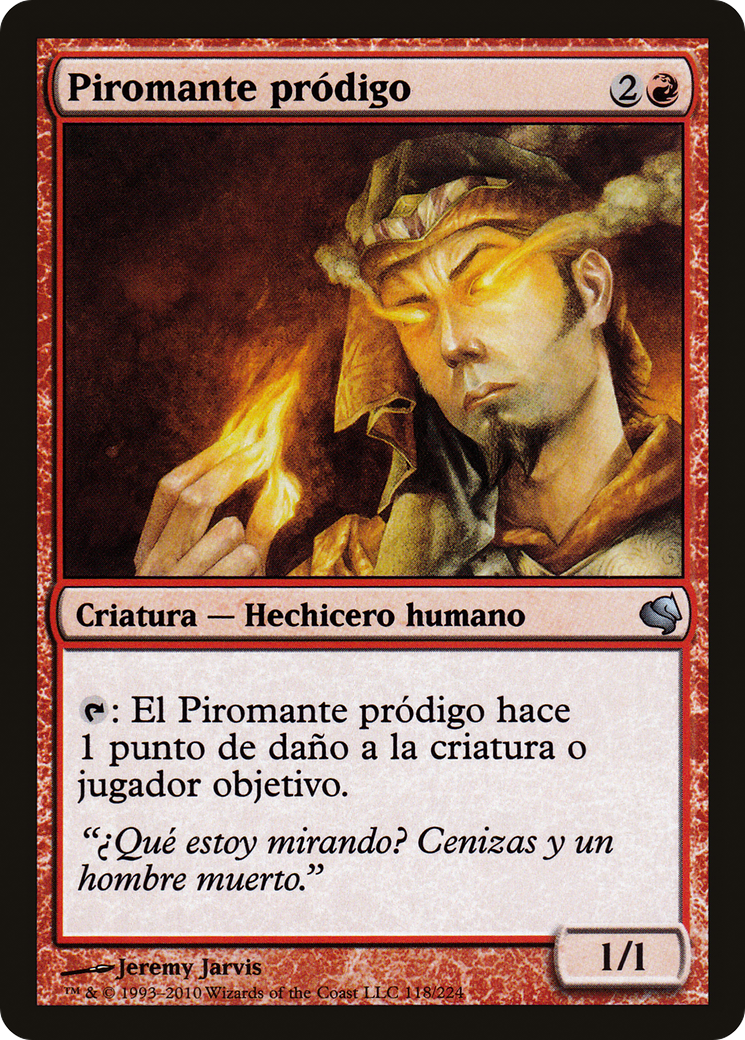 Piromante pródigo
2
Criatura — Hechicero humano
: El Piromante pródigo hace
1 punto de daño a la criatura o
jugador objetivo.
“¿Qué estoy mirando? Cenizas y un
hombre muerto.”
1/1
Jeremy Jarvis
™ & © 1993–2010 Wizards of the Coast LLC 118/224